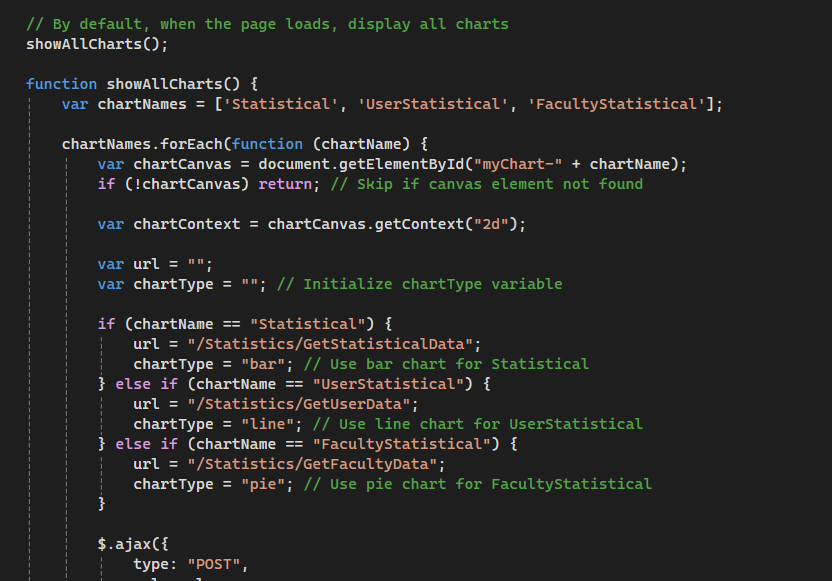 // By default, when the page loads, display all charts
showAllCharts();
function showAllCharts() {
var chartNames = ['Statistical', 'UserStatistical', 'FacultyStatistical'];
chartNames.forEach(function (chartName) {
var chartCanvas = document.getElementById("myChart-" + chartName);
if (!chartCanvas) return; // Skip if canvas element not found
var chartContext = chartCanvas.getContext("2d");
var url = "";
var chartType = ""; // Initialize chartType variable
if (chartName == "Statistical") {
url = "/Statistics/GetStatisticalData";
chartType = "bar"; // Use bar chart for Statistical
} else if (chartName == "UserStatistical") {
url = "/Statistics/GetUserData";
chartType = "line"; // Use line chart for UserStatistical
} else if (chartName == "FacultyStatistical") {
url = "/Statistics/GetFacultyData";
chartType = "pie"; // Use pie chart for FacultyStatistical
}
$.ajax({
type: "POST",